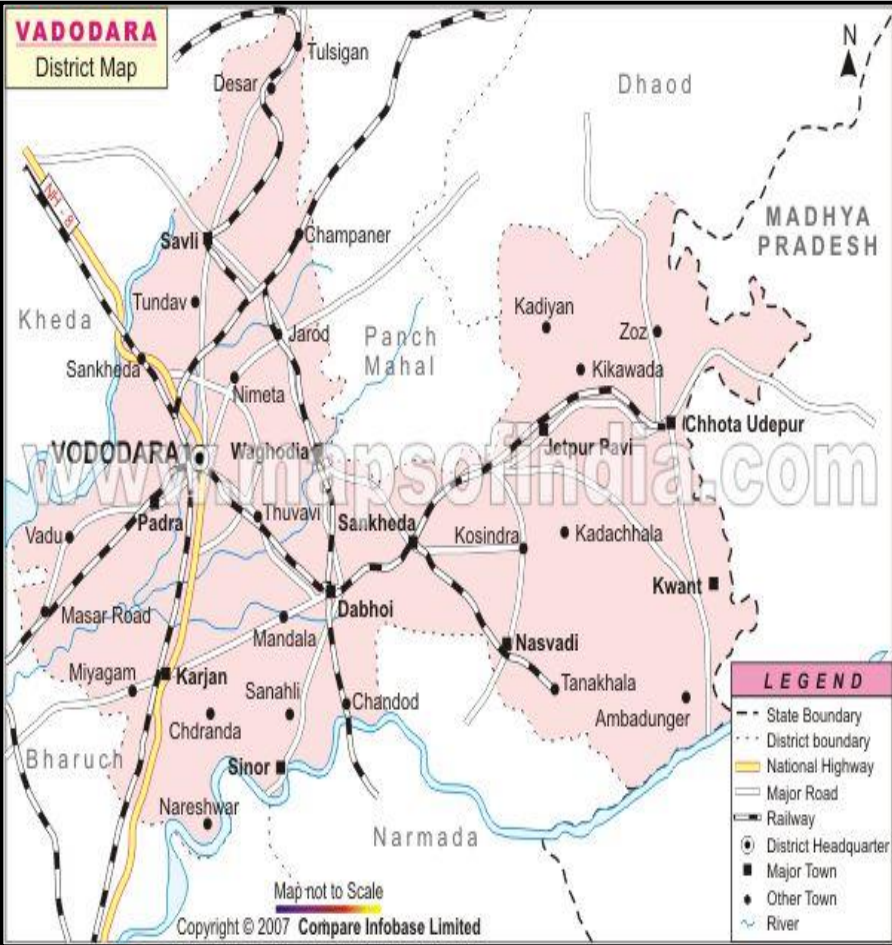 VADODARA
District Map
N
Tulsigan
Desar
Dhaod
NH - 8
MADHYA
PRADESH
Savli
Champaner
Tundav
Kheda
Kadiyan
Jarod
Panch
Mahal
Zoz
Sankheda
Kikawada
Nimeta
Chhota Udepur
VODODARA
Waghodia
Jetpur Pavi
www.mapsofindia.com
Padra
Thuvavi
Sankheda
Vadu
Kosindra
Kadachhala
Kwant
Masar Road
Dabhoi
Mandala
Nasvadi
Miyagam
Karjan
Sanahli
Chandod
Tanakhala
Ambadunger
Chdranda
Bharuch
Sinor
Nareshwar
Narmada
LEGEND
State Boundary
District boundary
National Highway
Major Road
Railway
District Headquarter
Major Town
Other Town
River
Map not to Scale
Copyright © 2007 Compare Infobase Limited